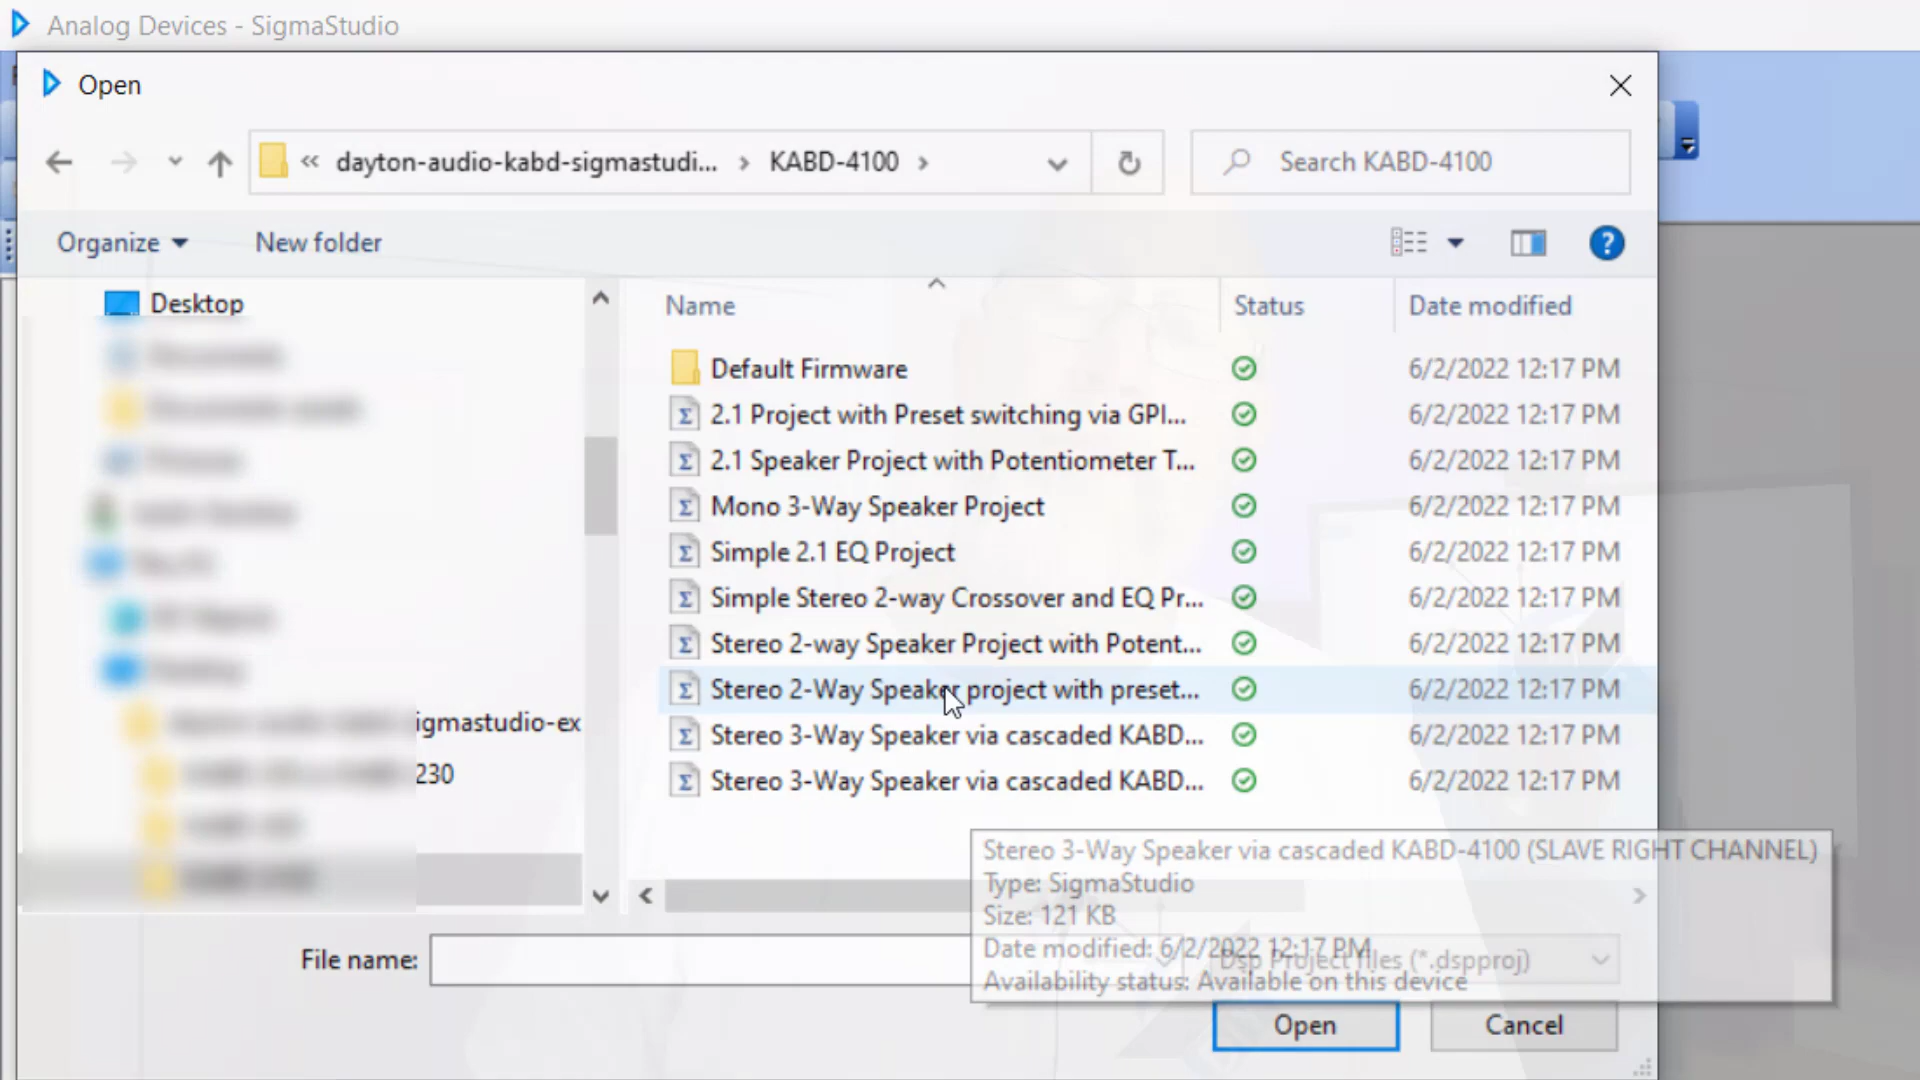 Analog Devices - SigmaStudio
Open
« dayton-audio-kabd-sigmastudi... › KABD-4100 ›
Search KABD-4100
Organize
New folder
?
Desktop
igmastudio-ex
230
Name Status Date modified
Default Firmware 6/2/2022 12:17 PM
2.1 Project with Preset switching via GPI... 6/2/2022 12:17 PM
2.1 Speaker Project with Potentiometer T... 6/2/2022 12:17 PM
Mono 3-Way Speaker Project 6/2/2022 12:17 PM
Simple 2.1 EQ Project 6/2/2022 12:17 PM
Simple Stereo 2-way Crossover and EQ Pr... 6/2/2022 12:17 PM
Stereo 2-way Speaker Project with Potent... 6/2/2022 12:17 PM
Stereo 2-Way Speaker project with preset... 6/2/2022 12:17 PM
Stereo 3-Way Speaker via cascaded KABD... 6/2/2022 12:17 PM
Stereo 3-Way Speaker via cascaded KABD... 6/2/2022 12:17 PM
Stereo 3-Way Speaker via cascaded KABD-4100 (SLAVE RIGHT CHANNEL)
Type: SigmaStudio
Size: 121 KB
Date modified: 6/2/2022 12:17 PM
Availability status: Available on this device
File name:
Dsp Project files (*.dspproj)
Open
Cancel